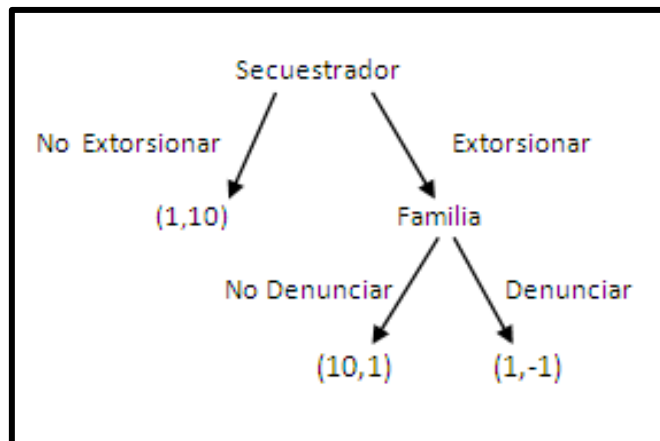 Secuestrador
No Extorsionar
Extorsionar
(1,10)
Familia
No Denunciar
Denunciar
(10,1)
(1,-1)